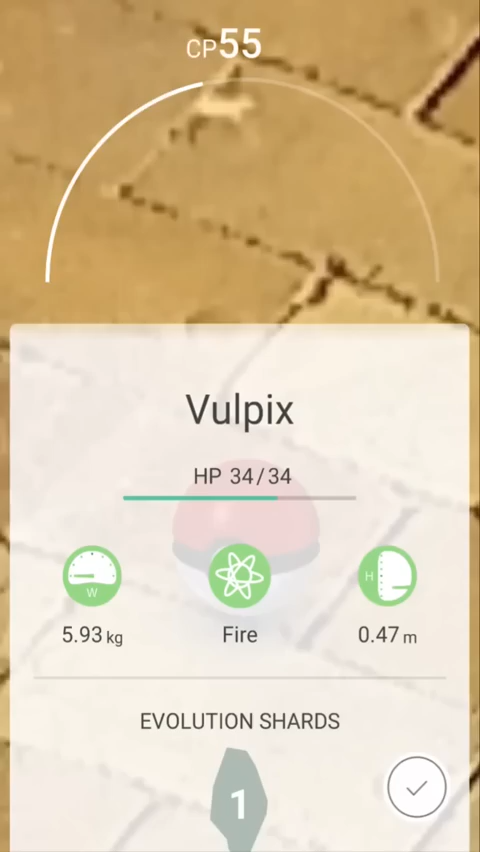 CP55
Vulpix
HP 34/34
W
H
5.93 kg
Fire
0.47 m
EVOLUTION SHARDS
1